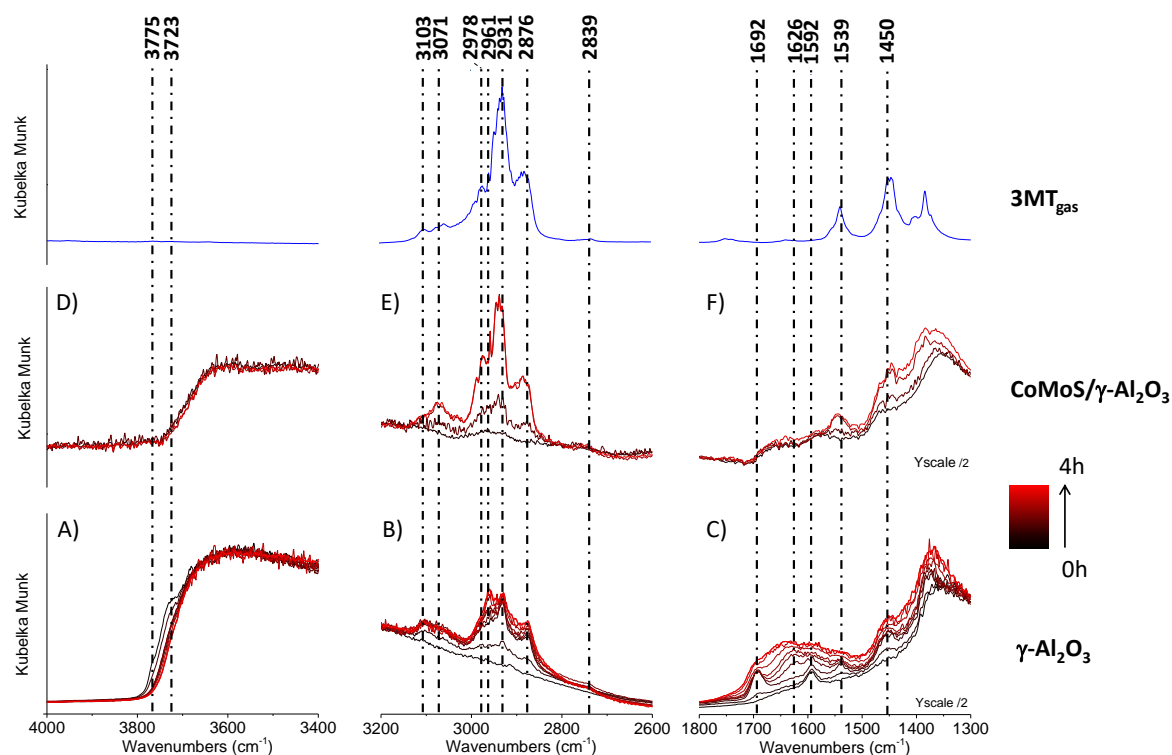 3775
3723
3103
3071
2978
2961
2931
2876
2839
1692
1626
1592
1539
1450
Kubelka Munk
3MTgas
D)
E)
F)
Kubelka Munk
CoMoS/γ-Al2O3
Yscale /2
4h
0h
A)
B)
C)
Kubelka Munk
γ-Al2O3
Yscale /2
4000 3800 3600 3400
3200 3000 2800 2600
1800 1700 1600 1500 1400 1300
Wavenumbers (cm-1)
Wavenumbers (cm-1)
Wavenumbers (cm-1)